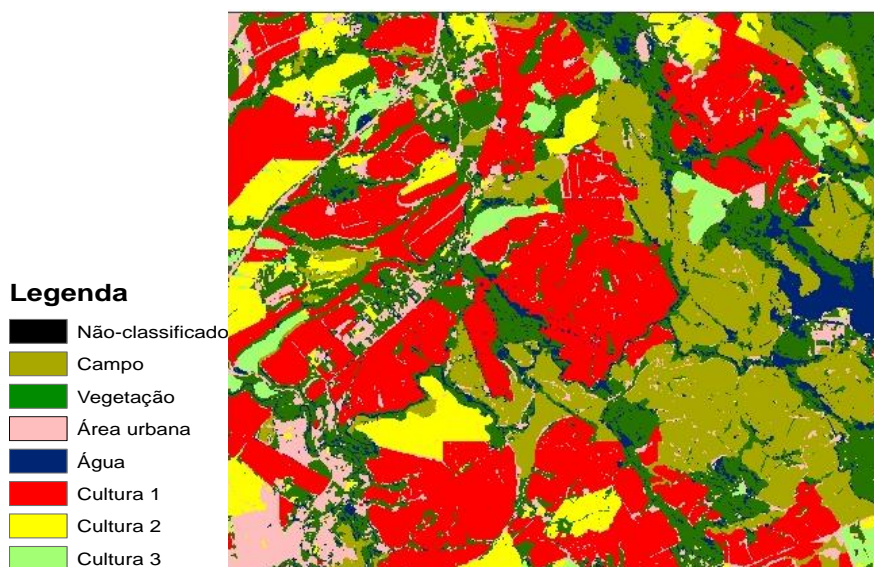 Legenda
Não-classificado
Campo
Vegetação
Área urbana
Água
Cultura 1
Cultura 2
Cultura 3